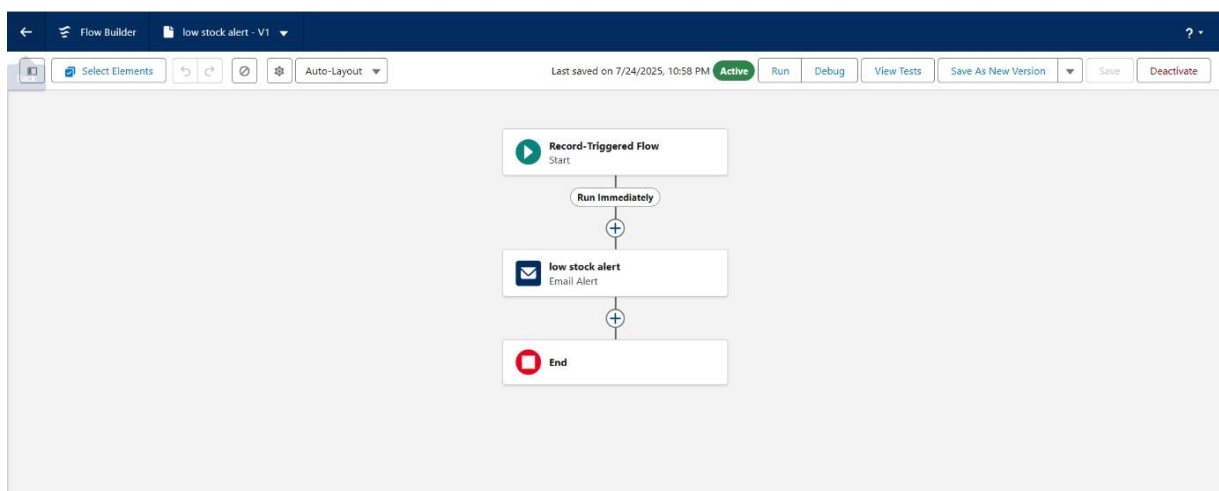 Flow Builder
low stock alert - V1
?
Select Elements
Auto-Layout
Last saved on 7/24/2025, 10:58 PM
Active
Run
Debug
View Tests
Save As New Version
Save
Deactivate
Record-Triggered Flow
Start
Run Immediately
low stock alert
Email Alert
End